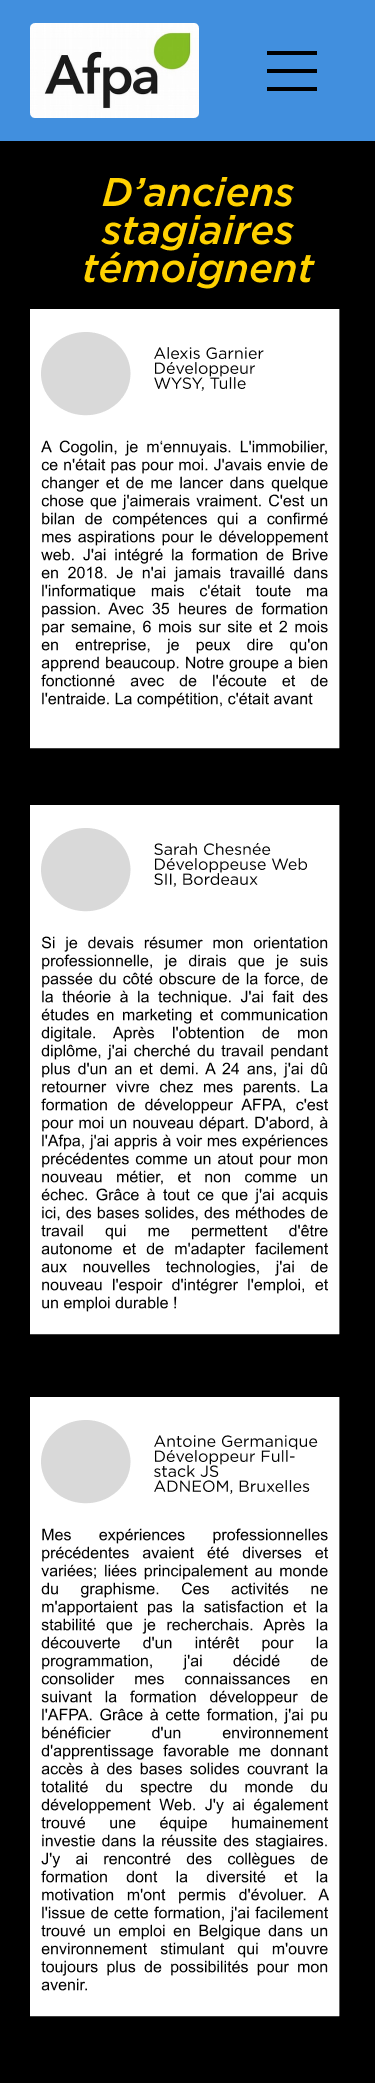 Afpa
D’anciens
stagiaires
témoignent
Alexis Garnier
Développeur
WYSY, Tulle
A Cogolin, je m‘ennuyais. L'immobilier,
ce n'était pas pour moi. J'avais envie de
changer et de me lancer dans quelque
chose que j'aimerais vraiment. C'est un
bilan de compétences qui a confirmé
mes aspirations pour le développement
web. J'ai intégré la formation de Brive
en 2018. Je n'ai jamais travaillé dans
l'informatique mais c'était toute ma
passion. Avec 35 heures de formation
par semaine, 6 mois sur site et 2 mois
en entreprise, je peux dire qu'on
apprend beaucoup. Notre groupe a bien
fonctionné avec de l'écoute et de
l'entraide. La compétition, c'était avant
Sarah Chesnée
Développeuse Web
SII, Bordeaux
Si je devais résumer mon orientation
professionnelle, je dirais que je suis
passée du côté obscure de la force, de
la théorie à la technique. J'ai fait des
études en marketing et communication
digitale. Après l'obtention de mon
diplôme, j'ai cherché du travail pendant
plus d'un an et demi. A 24 ans, j'ai dû
retourner vivre chez mes parents. La
formation de développeur AFPA, c'est
pour moi un nouveau départ. D'abord, à
l'Afpa, j'ai appris à voir mes expériences
précédentes comme un atout pour mon
nouveau métier, et non comme un
échec. Grâce à tout ce que j'ai acquis
ici, des bases solides, des méthodes de
travail qui me permettent d'être
autonome et de m'adapter facilement
aux nouvelles technologies, j'ai de
nouveau l'espoir d'intégrer l'emploi, et
un emploi durable !
Antoine Germanique
Développeur Full-
stack JS
ADNEOM, Bruxelles
Mes expériences professionnelles
précédentes avaient été diverses et
variées; liées principalement au monde
du graphisme. Ces activités ne
m'apportaient pas la satisfaction et la
stabilité que je recherchais. Après la
découverte d'un intérêt pour la
programmation, j'ai décidé de
consolider mes connaissances en
suivant la formation développeur de
l'AFPA. Grâce à cette formation, j'ai pu
bénéficier d'un environnement
d'apprentissage favorable me donnant
accès à des bases solides couvrant la
totalité du spectre du monde du
développement Web. J'y ai également
trouvé une équipe humainement
investie dans la réussite des stagiaires.
J'y ai rencontré des collègues de
formation dont la diversité et la
motivation m'ont permis d'évoluer. A
l'issue de cette formation, j'ai facilement
trouvé un emploi en Belgique dans un
environnement stimulant qui m'ouvre
toujours plus de possibilités pour mon
avenir.